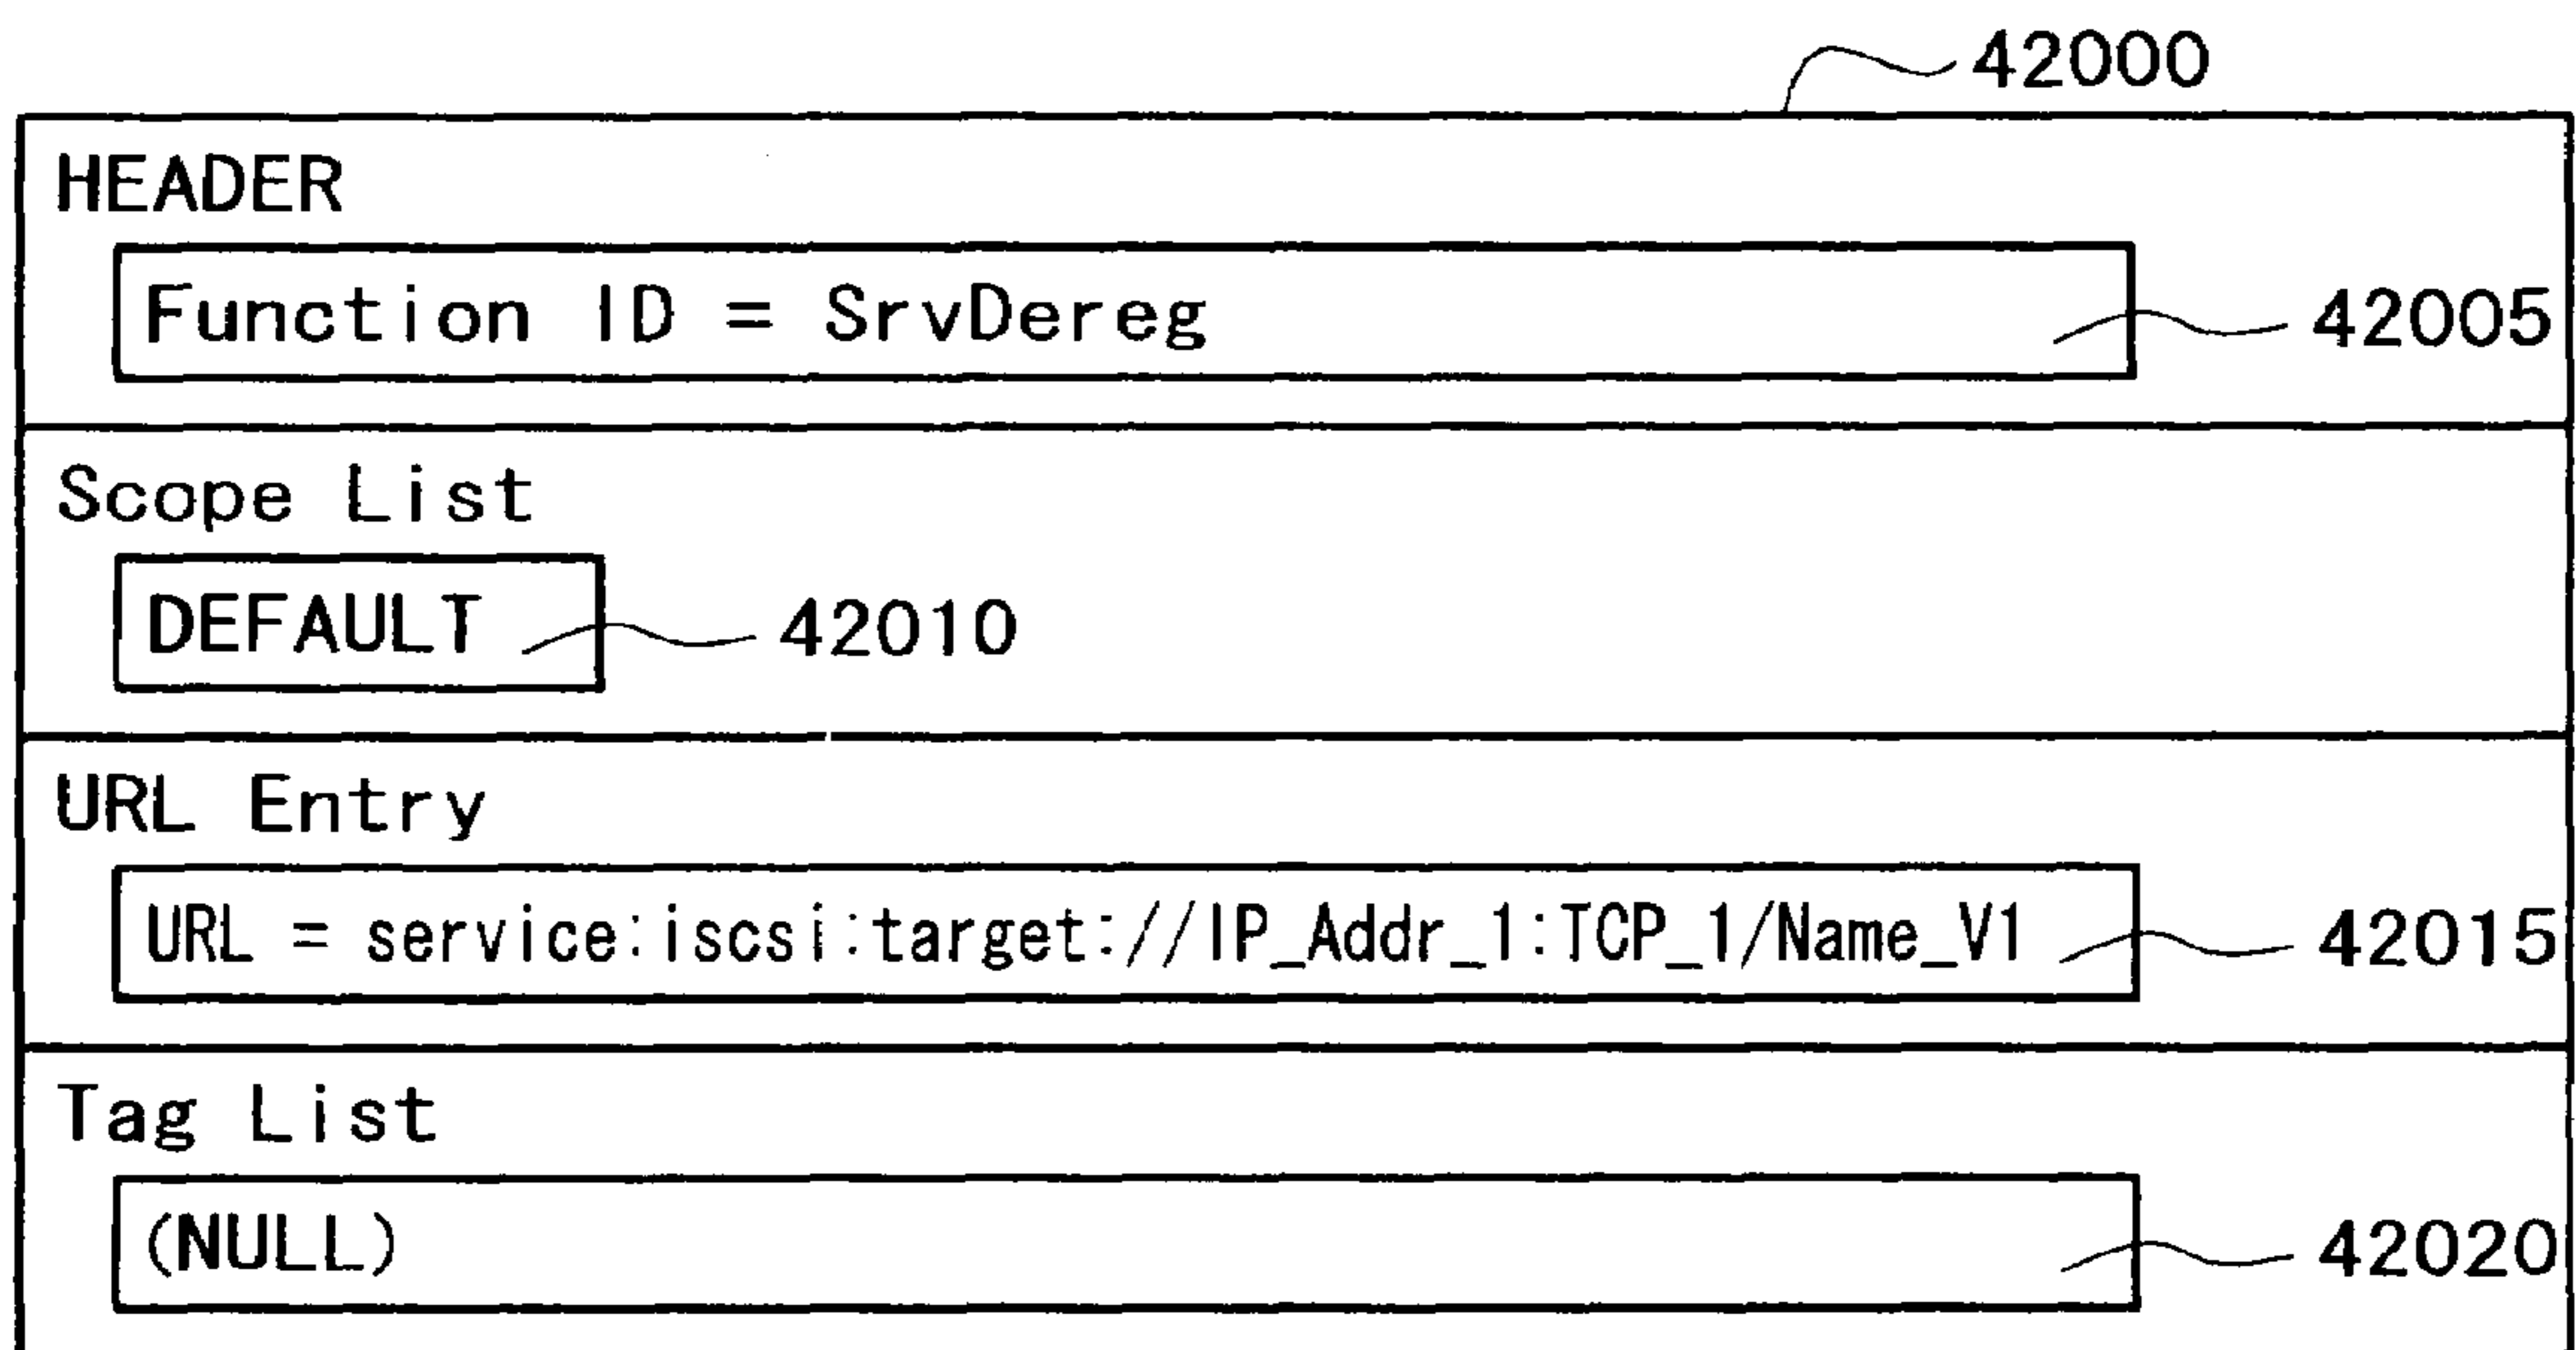 42000
HEADER
Function ID = SrvDereg 42005
Scope List
DEFAULT 42010
URL Entry
URL = service:iscsi:target://IP_Addr_1:TCP_1/Name_V1 42015
Tag List
(NULL) 42020